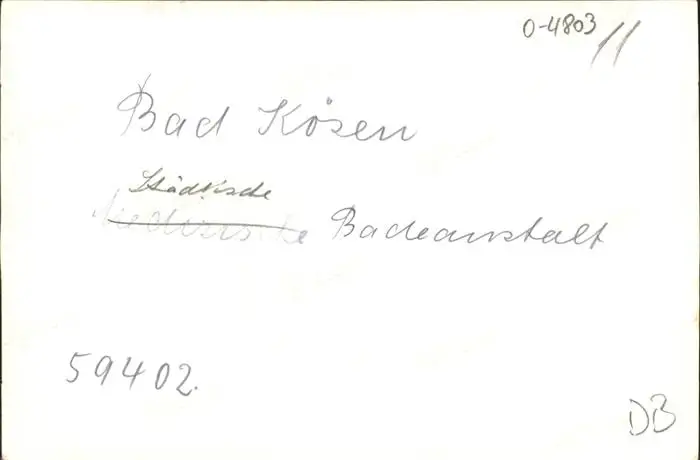 0-4803 //
Bad Kösen
Städtische
Badeanstalt
59402.
DB